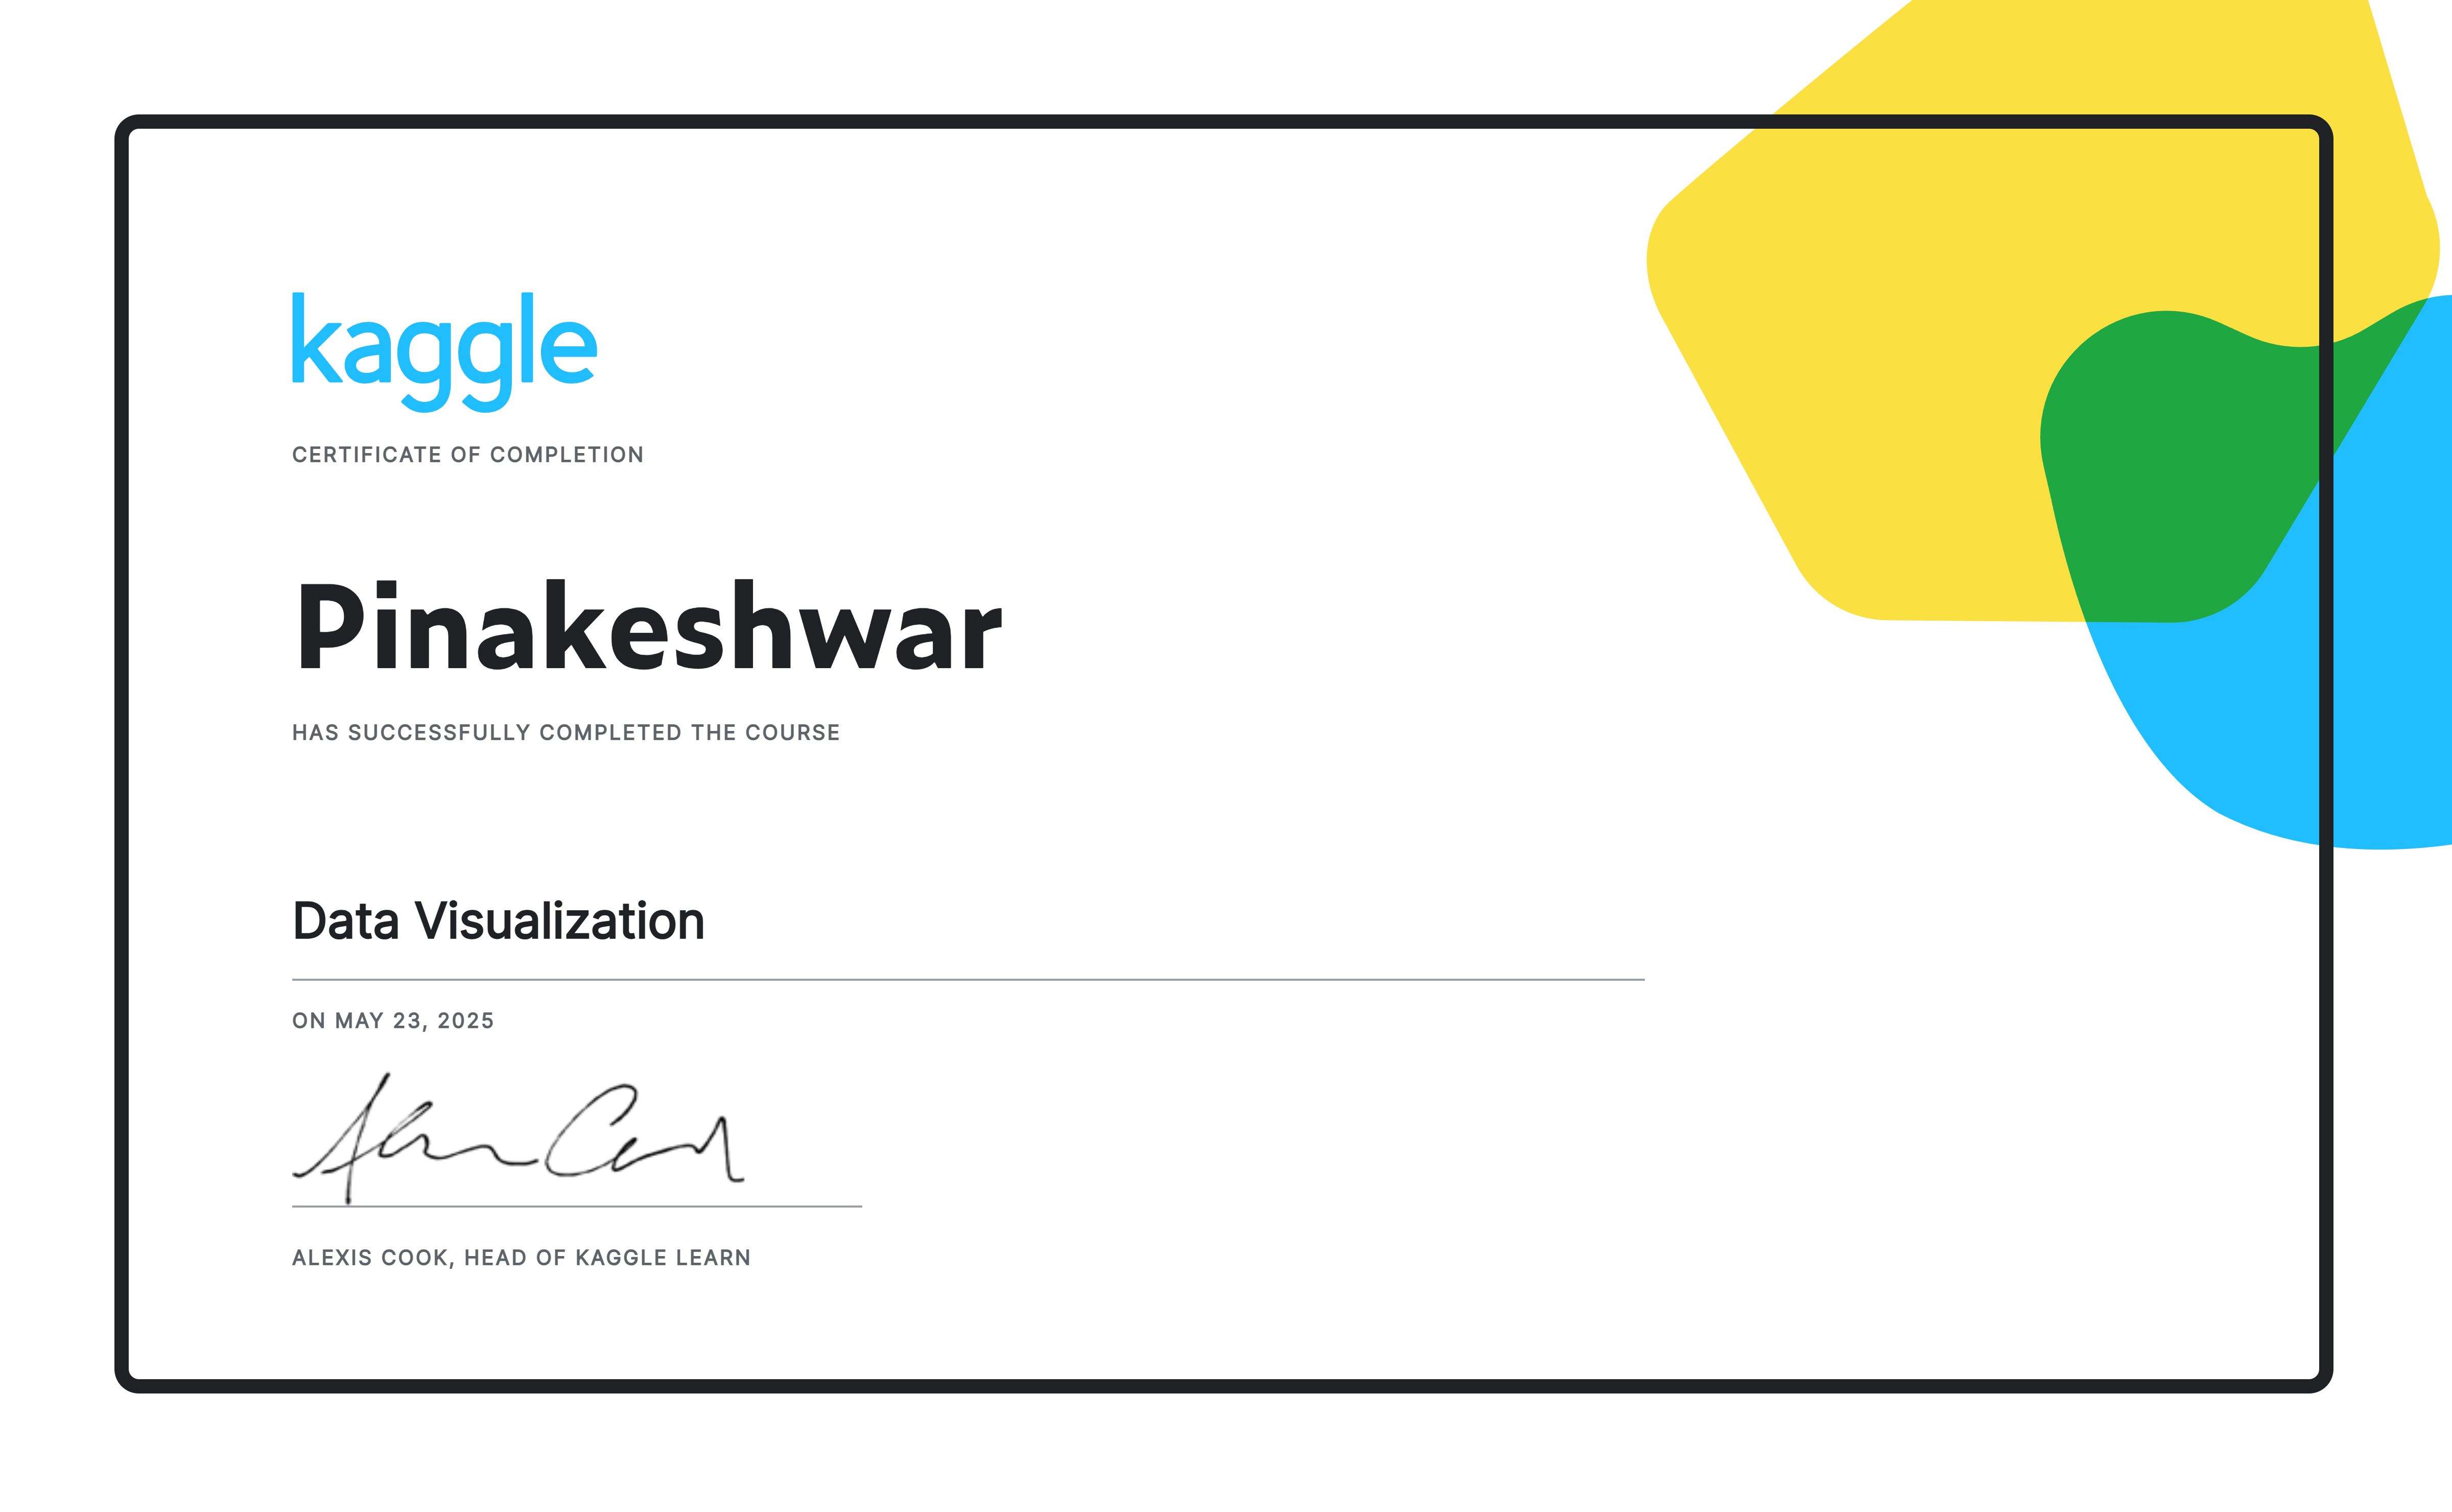 kaggle
CERTIFICATE OF COMPLETION
Pinakeshwar
HAS SUCCESSFULLY COMPLETED THE COURSE
Data Visualization
ON MAY 23, 2025
ALEXIS COOK, HEAD OF KAGGLE LEARN